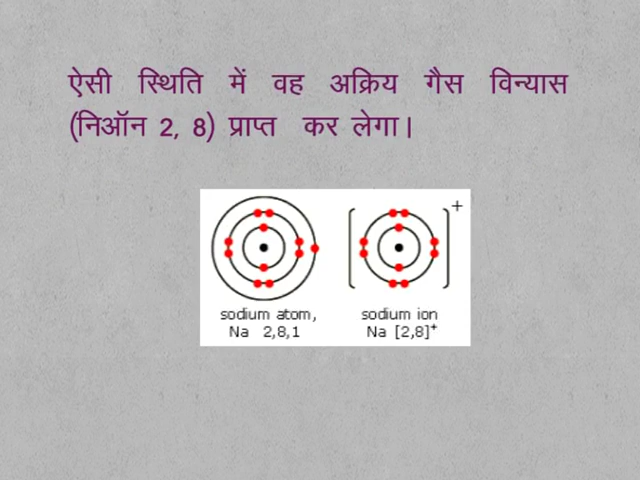 ऐसी स्थिति में वह अक्रिय गैस विन्यास
(निऑन 2, 8) प्राप्त कर लेगा।
+
sodium atom,
Na 2,8,1
sodium ion
Na [2,8]⁺